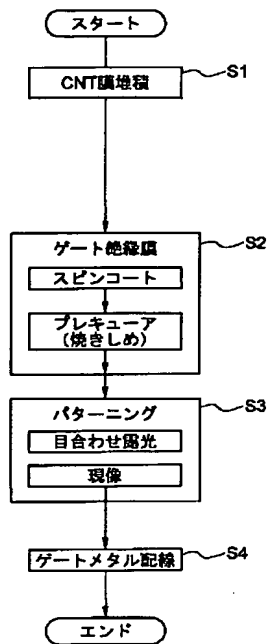 スタート
CNT膜堆積
S1
ゲート絶縁膜
S2
スピンコート
プレキューア
(焼きしめ)
パターニング
S3
目合わせ露光
現像
ゲートメタル配線
S4
エンド